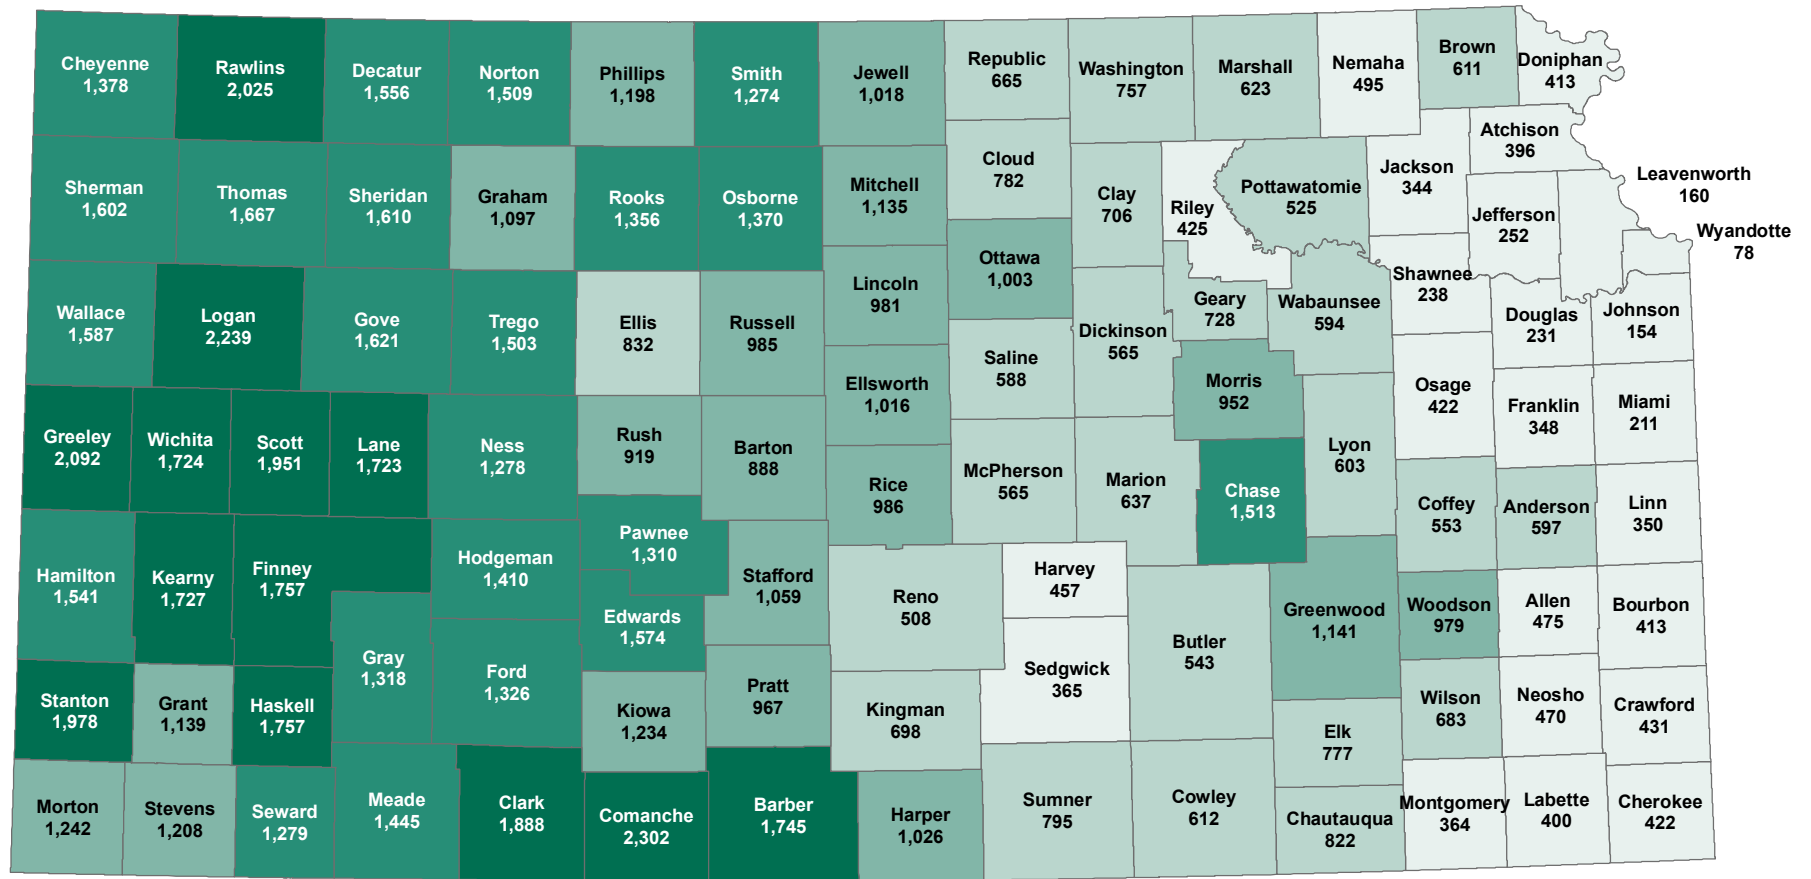 Cheyenne
1,378
Rawlins
2,025
Decatur
1,556
Norton
1,509
Phillips
1,198
Smith
1,274
Jewell
1,018
Republic
665
Washington
757
Marshall
623
Nemaha
495
Brown
611
Doniphan
413
Sherman
1,602
Thomas
1,667
Sheridan
1,610
Graham
1,097
Rooks
1,356
Osborne
1,370
Mitchell
1,135
Cloud
782
Clay
706
Riley
425
Pottawatomie
525
Jackson
344
Atchison
396
Jefferson
252
Leavenworth
160
Wyandotte
78
Wallace
1,587
Logan
2,239
Gove
1,621
Trego
1,503
Ellis
832
Russell
985
Lincoln
981
Ottawa
1,003
Saline
588
Dickinson
565
Geary
728
Wabaunsee
594
Shawnee
238
Douglas
231
Johnson
154
Greeley
2,092
Wichita
1,724
Scott
1,951
Lane
1,723
Ness
1,278
Rush
919
Barton
888
Ellsworth
1,016
Rice
986
McPherson
565
Marion
637
Morris
952
Chase
1,513
Lyon
603
Osage
422
Franklin
348
Miami
211
Coffey
553
Anderson
597
Linn
350
Hamilton
1,541
Kearny
1,727
Finney
1,757
Hodgeman
1,410
Pawnee
1,310
Edwards
1,574
Stafford
1,059
Reno
508
Harvey
457
Sedgwick
365
Butler
543
Greenwood
1,141
Woodson
979
Allen
475
Bourbon
413
Stanton
1,978
Grant
1,139
Haskell
1,757
Gray
1,318
Ford
1,326
Kiowa
1,234
Pratt
967
Kingman
698
Elk
777
Wilson
683
Neosho
470
Crawford
431
Morton
1,242
Stevens
1,208
Seward
1,279
Meade
1,445
Clark
1,888
Comanche
2,302
Barber
1,745
Harper
1,026
Sumner
795
Cowley
612
Chautauqua
822
Montgomery
364
Labette
400
Cherokee
422